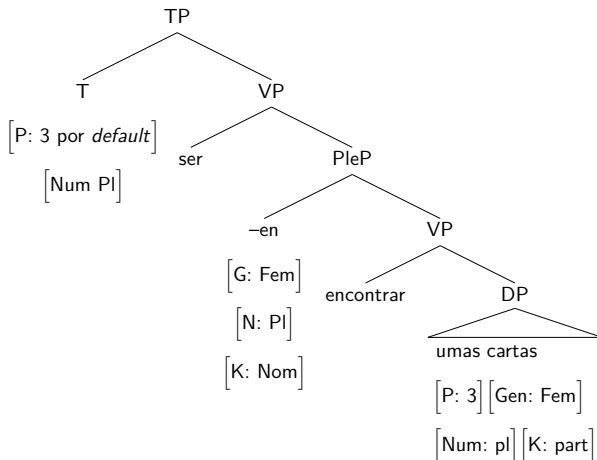 TP
T VP
[P: 3 por default] ser PleP
[Num Pl]
–en VP
[G: Fem] encontrar DP
[N: Pl]
umas cartas
[K: Nom]
[P: 3] [Gen: Fem]
[Num: pl] [K: part]